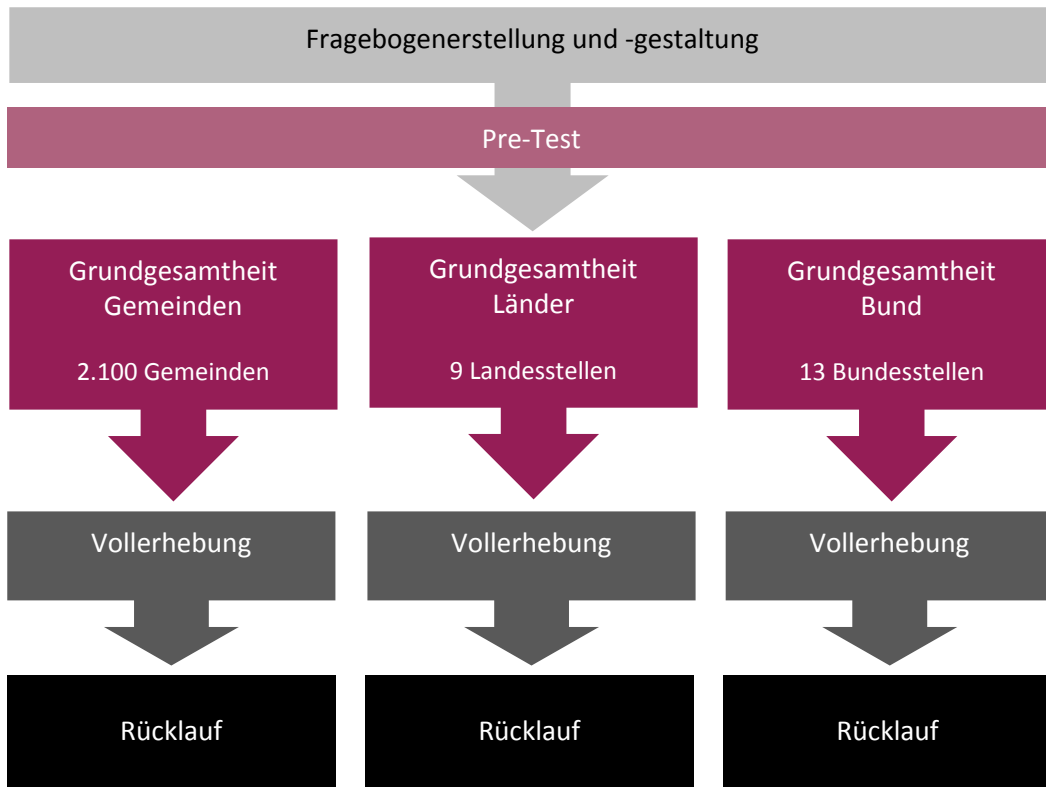 Fragebogenerstellung und -gestaltung
Pre-Test
Grundgesamtheit
Gemeinden
2.100 Gemeinden
Grundgesamtheit
Länder
9 Landesstellen
Grundgesamtheit
Bund
13 Bundesstellen
Vollerhebung
Vollerhebung
Vollerhebung
Rücklauf
Rücklauf
Rücklauf